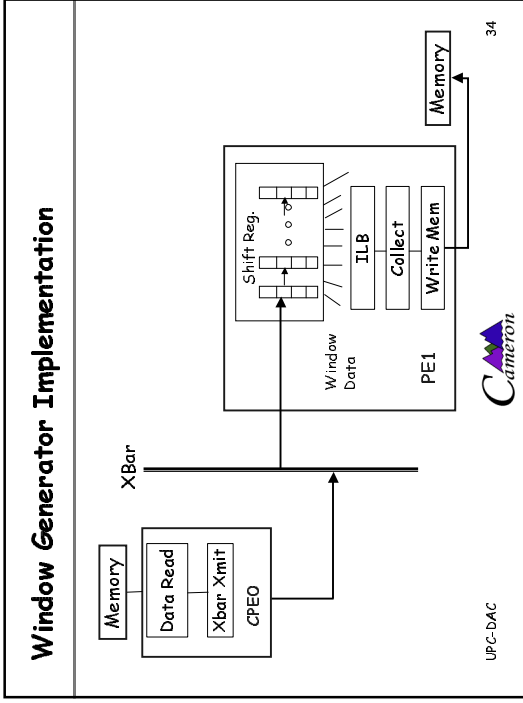 Window Generator Implementation
Memory
Data Read
Xbar Xmit
CPE0
XBar
Shift Reg.
Window
Data
ILB
Collect
Write Mem
PE1
Memory
UPC-DAC
Cameron
34